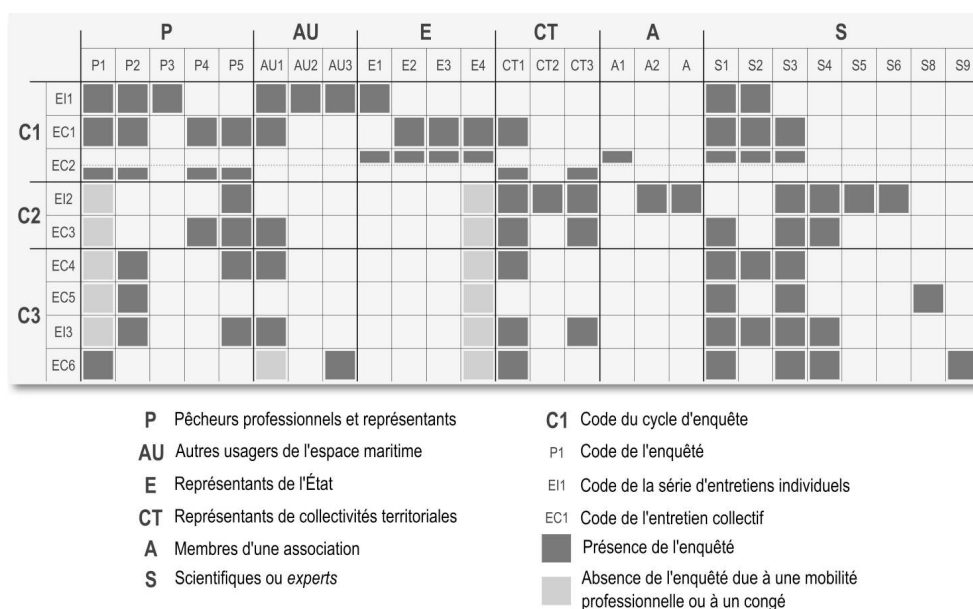 P AU E CT A S
P1 P2 P3 P4 P5 AU1 AU2 AU3 E1 E2 E3 E4 CT1 CT2 CT3 A1 A2 A S1 S2 S3 S4 S5 S6 S8 S9
C1
EI1
EC1
EC2
C2
EI2
EC3
C3
EC4
EC5
EI3
EC6
P Pêcheurs professionnels et représentants
AU Autres usagers de l'espace maritime
E Représentants de l'État
CT Représentants de collectivités territoriales
A Membres d'une association
S Scientifiques ou experts
C1 Code du cycle d'enquête
P1 Code de l'enquêté
EI1 Code de la série d'entretiens individuels
EC1 Code de l'entretien collectif
Présence de l'enquêté
Absence de l'enquêté due à une mobilité
professionnelle ou à un congé